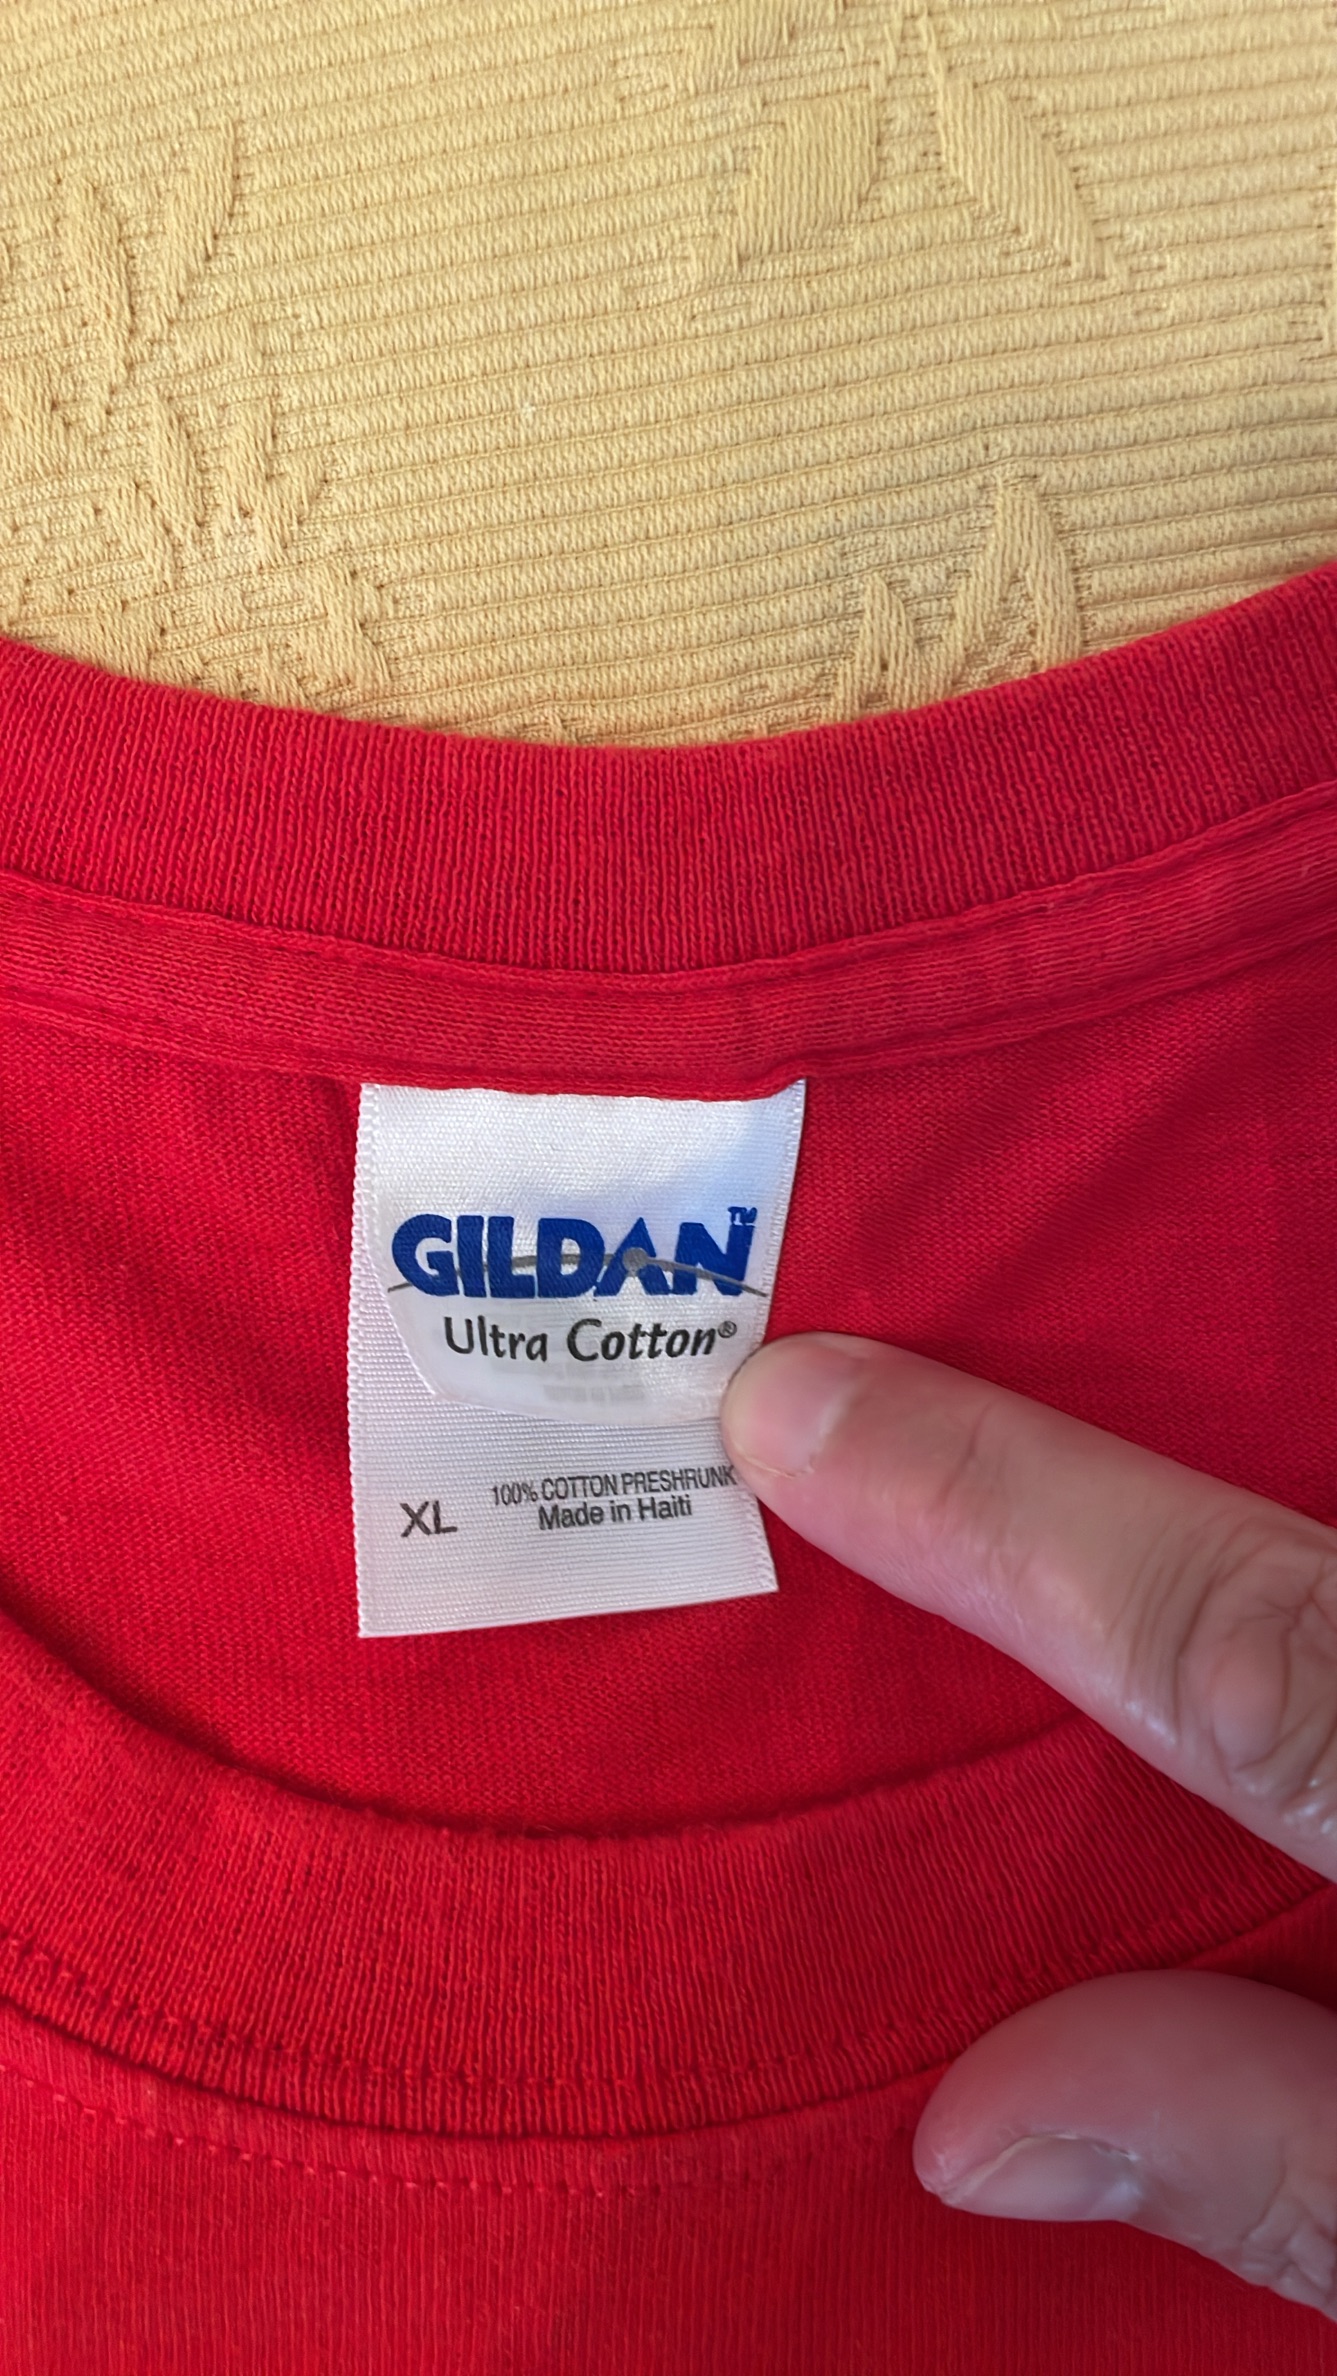 GILDAN™
Ultra Cotton®
XL
100% COTTON PRESHRUNK
Made in Haiti